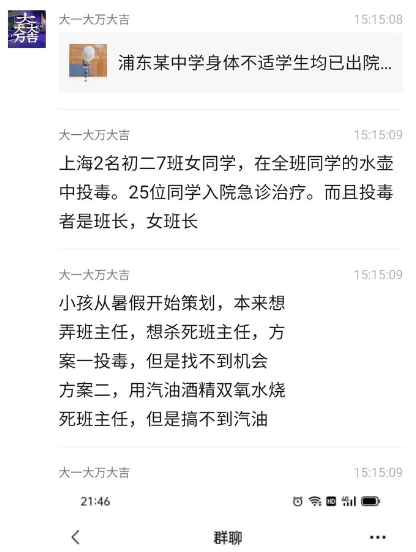 大一大万大吉
大一大万大吉 15:15:08
浦东某中学身体不适学生均已出院...
大一大万大吉 15:15:09
上海2名初二7班女同学，在全班同学的水壶
中投毒。25位同学入院急诊治疗。而且投毒
者是班长，女班长
大一大万大吉 15:15:09
小孩从暑假开始策划，本来想
弄班主任，想杀死班主任，方
案一投毒，但是找不到机会
方案二，用汽油酒精双氧水烧
死班主任，但是搞不到汽油
大一大万大吉 15:15:09
21:46 HD 4G
群聊